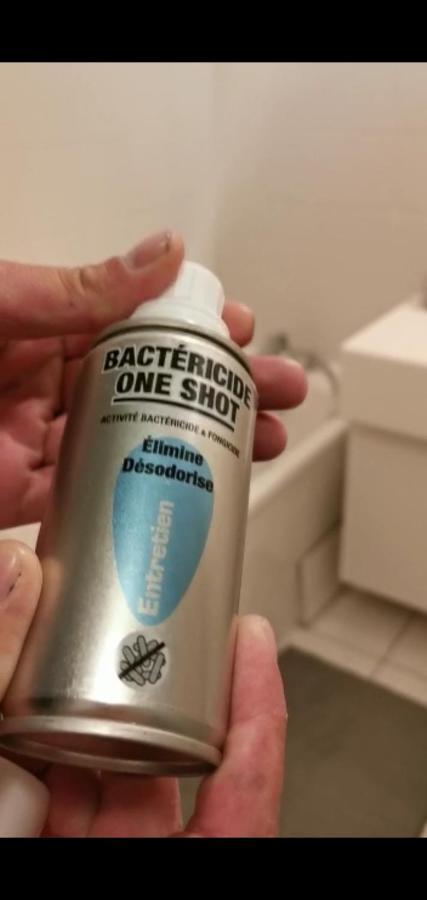 BACTÉRICIDE
ONE SHOT
ACTIVITÉ BACTÉRICIDE & FONGICIDE
Élimine
Désodorise
Entretien